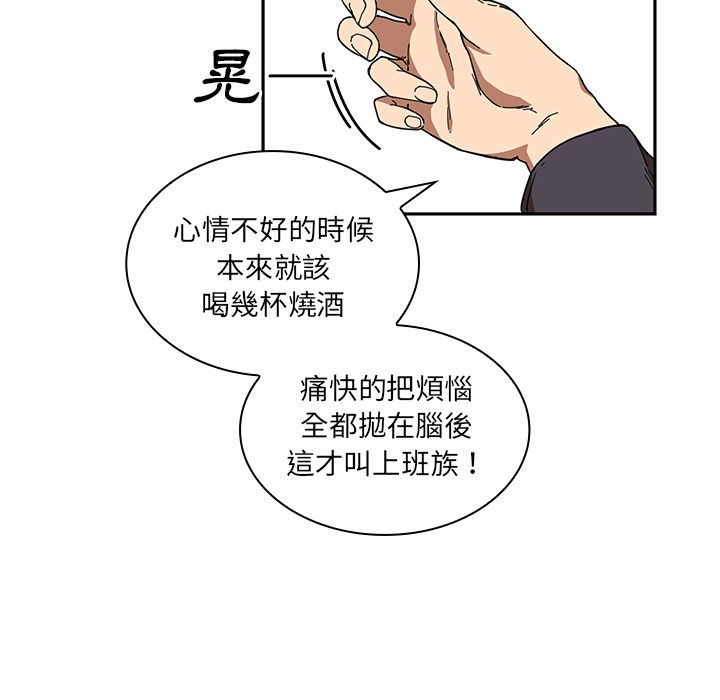 晃
心情不好的時候
本來就該
喝幾杯燒酒
痛快的把煩惱
全都拋在腦後
這才叫上班族！